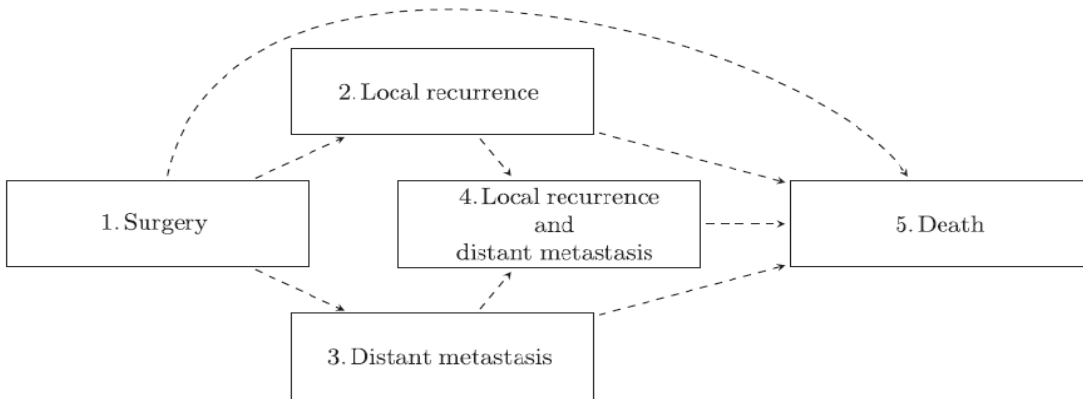 2. Local recurrence
1. Surgery
4. Local recurrence
and
distant metastasis
5. Death
3. Distant metastasis